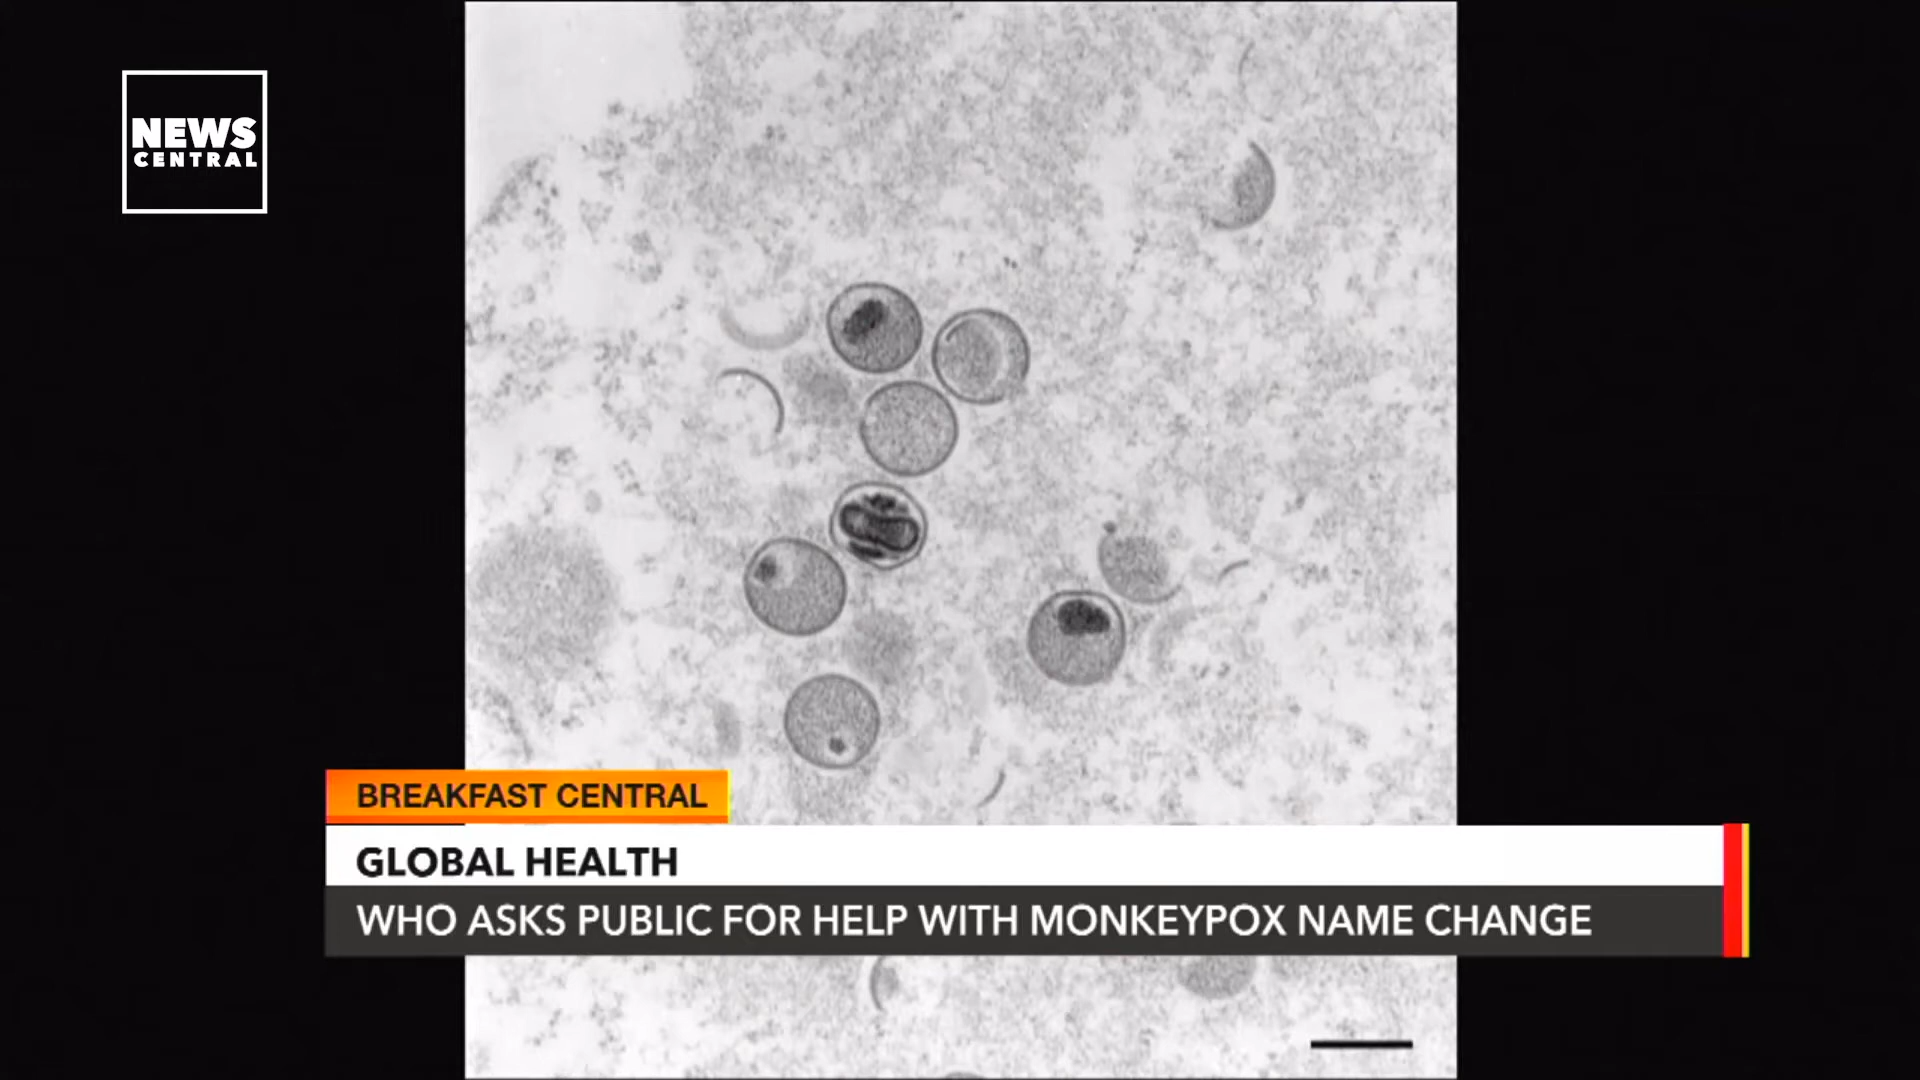 NEWS
CENTRAL
BREAKFAST CENTRAL
GLOBAL HEALTH
WHO ASKS PUBLIC FOR HELP WITH MONKEYPOX NAME CHANGE